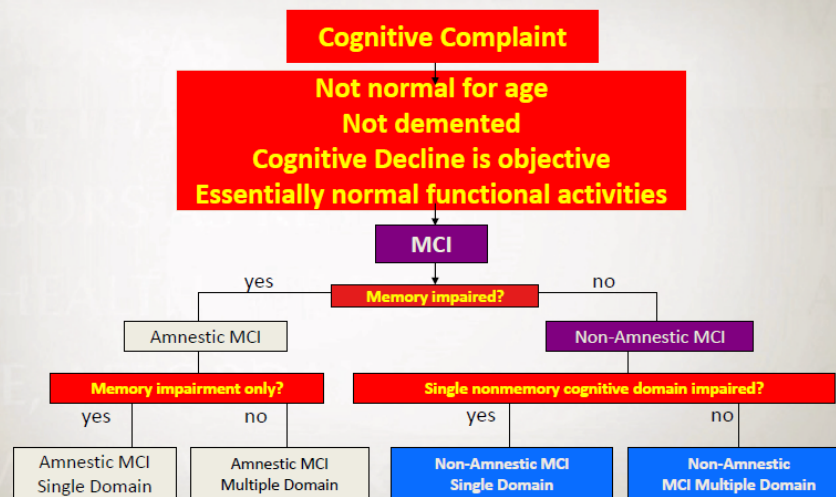 Cognitive Complaint
Not normal for age
Not demented
Cognitive Decline is objective
Essentially normal functional activities
MCI
yes
no
Memory impaired?
Amnestic MCI
Non-Amnestic MCI
Memory impairment only?
Single nonmemory cognitive domain impaired?
yes
no
yes
no
Amnestic MCI
Single Domain
Amnestic MCI
Multiple Domain
Non-Amnestic MCI
Single Domain
Non-Amnestic
MCI Multiple Domain